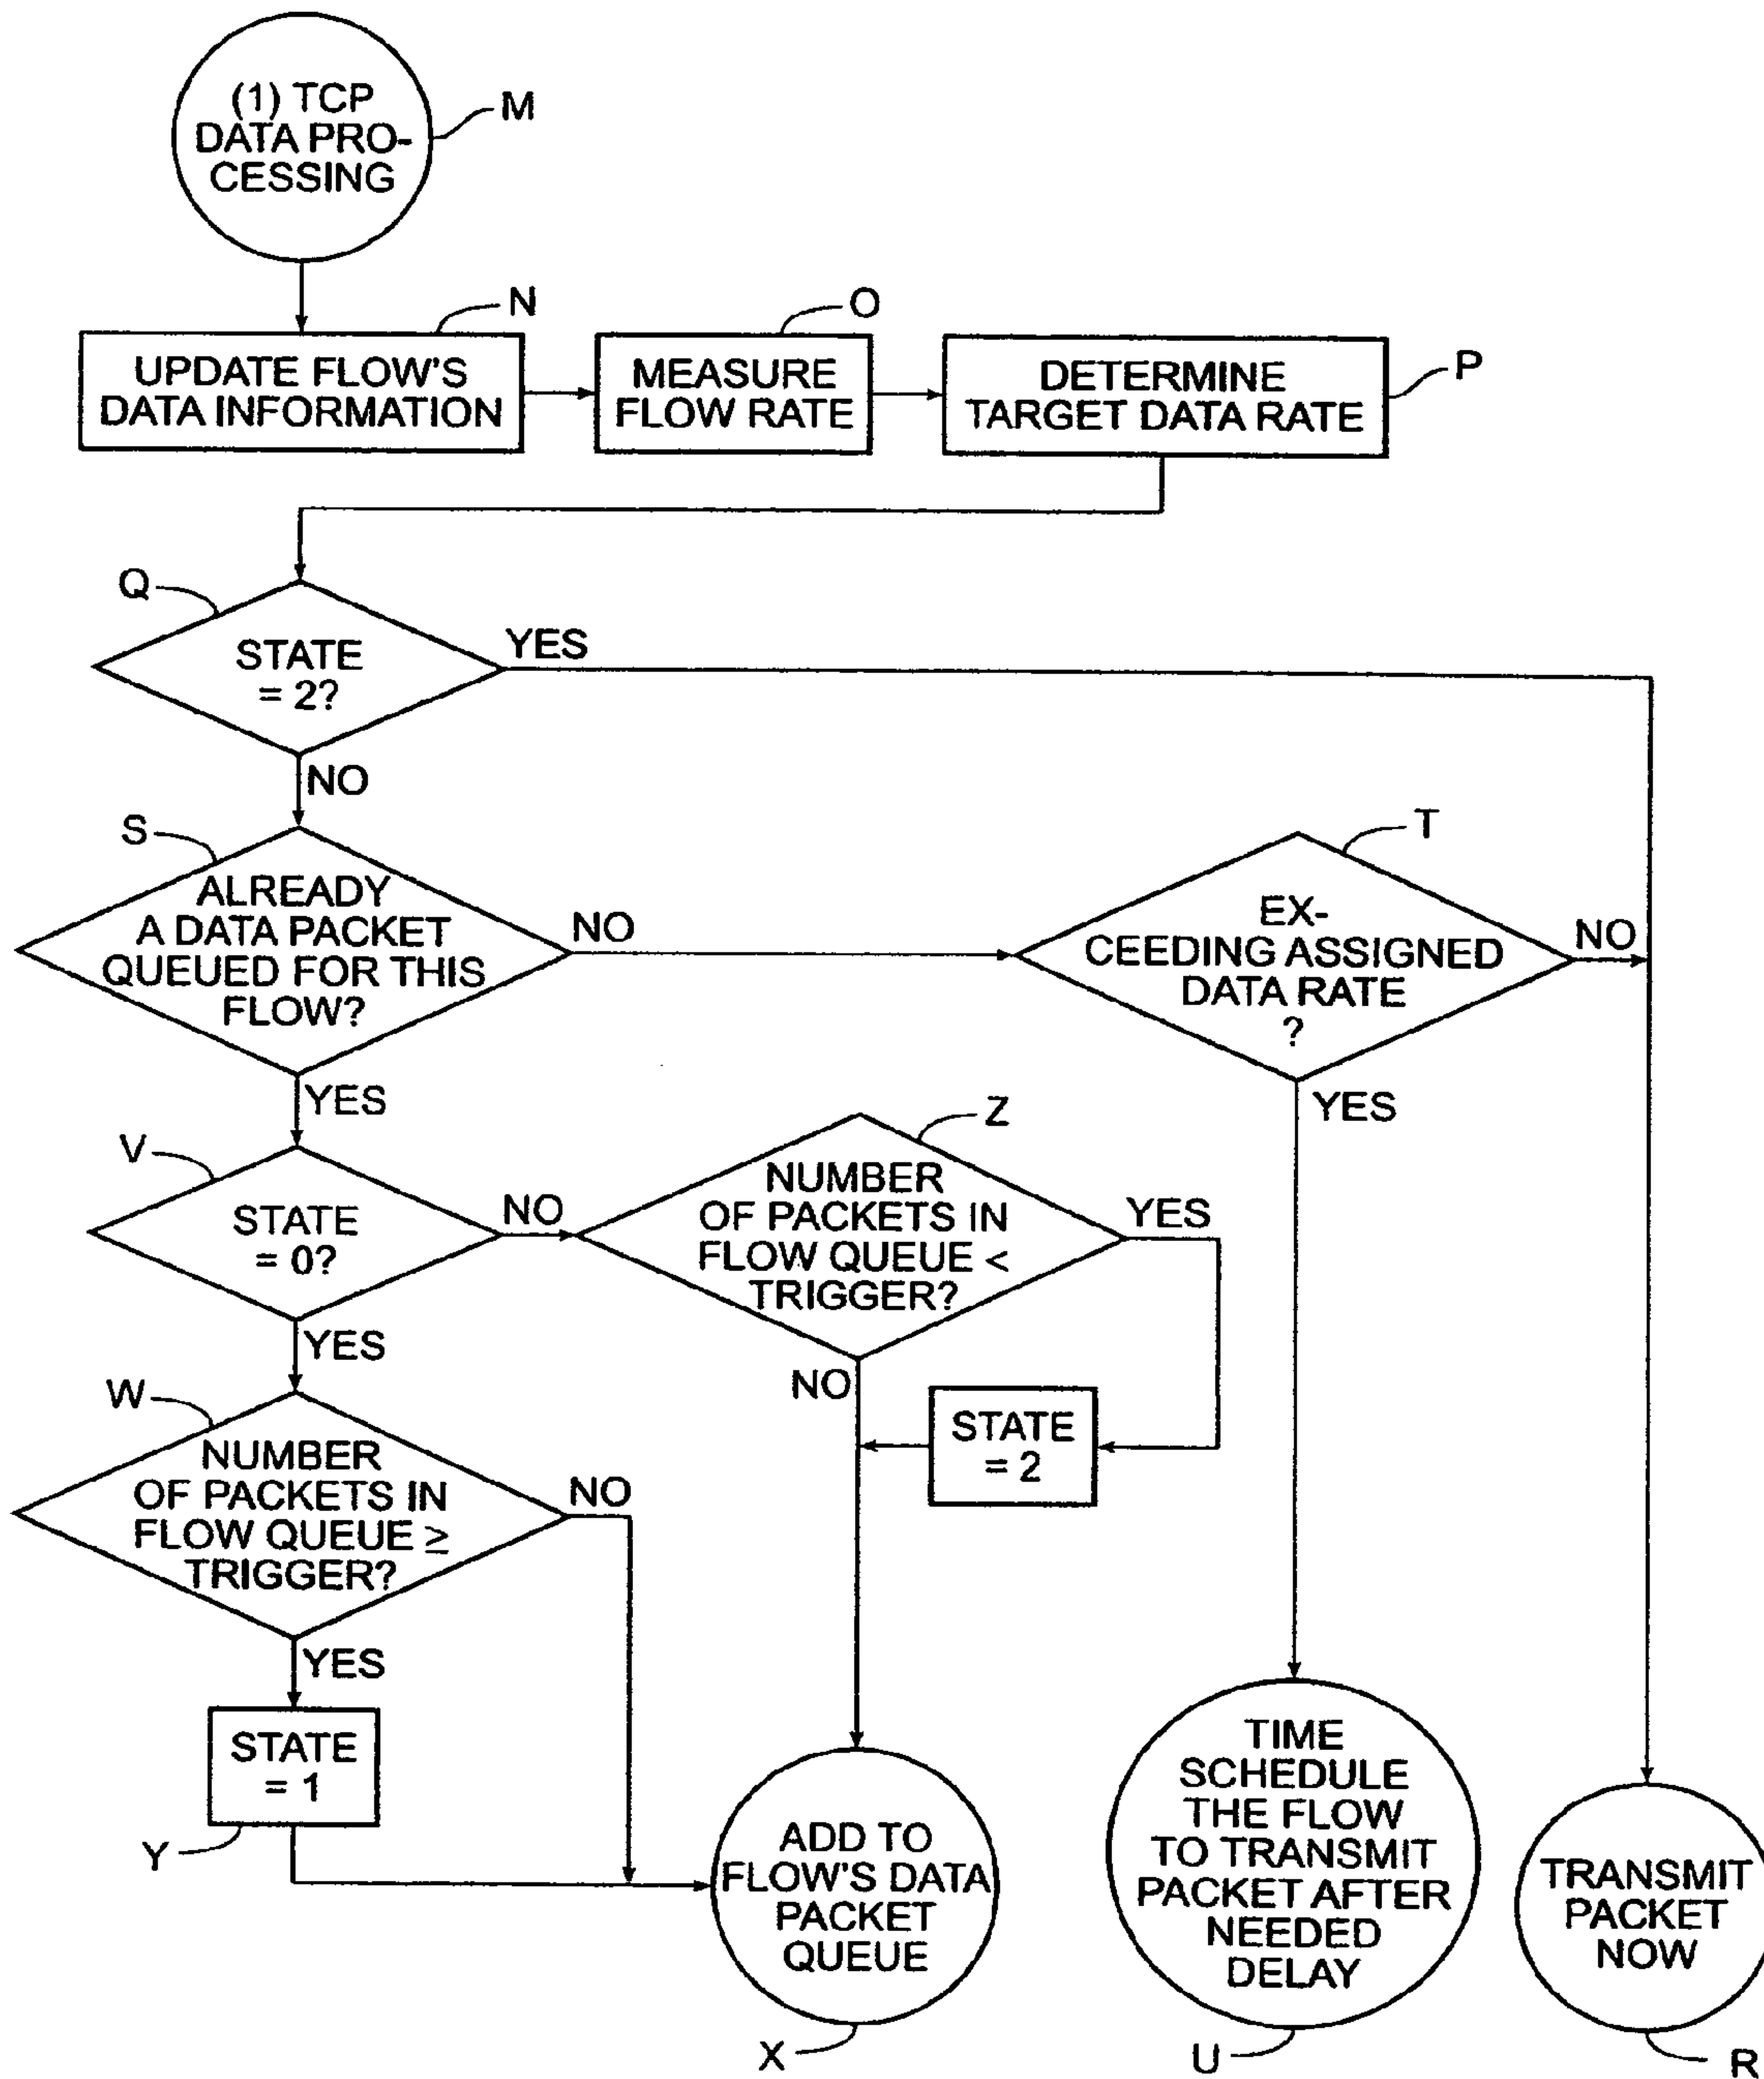 (1) TCP
DATA PRO-
CESSING
M
N
UPDATE FLOW'S
DATA INFORMATION
O
MEASURE
FLOW RATE
P
DETERMINE
TARGET DATA RATE
Q
STATE
= 2?
YES
NO
S
ALREADY
A DATA PACKET
QUEUED FOR THIS
FLOW?
NO
YES
T
EX-
CEEDING ASSIGNED
DATA RATE
?
NO
YES
V
STATE
= 0?
NO
YES
Z
NUMBER
OF PACKETS IN
FLOW QUEUE <
TRIGGER?
YES
NO
STATE
= 2
W
NUMBER
OF PACKETS IN
FLOW QUEUE ≥
TRIGGER?
NO
YES
STATE
= 1
Y
ADD TO
FLOW'S DATA
PACKET
QUEUE
X
TIME
SCHEDULE
THE FLOW
TO TRANSMIT
PACKET AFTER
NEEDED
DELAY
U
TRANSMIT
PACKET
NOW
R